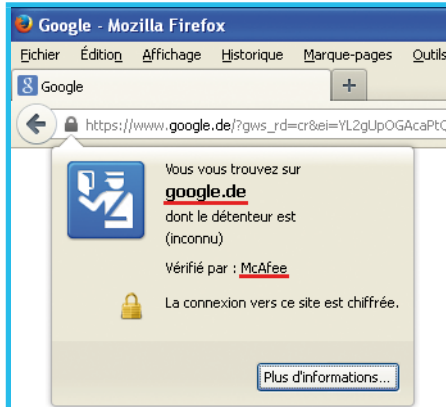 Google - Mozilla Firefox
Fichier Édition Affichage Historique Marque-pages Outils
8 Google +
https://www.google.de/?gws_rd=cr&ei=YL2gUpOGAcaPtQ
Vous vous trouvez sur
google.de
dont le détenteur est
(inconnu)
Vérifié par : McAfee
La connexion vers ce site est chiffrée.
Plus d'informations...